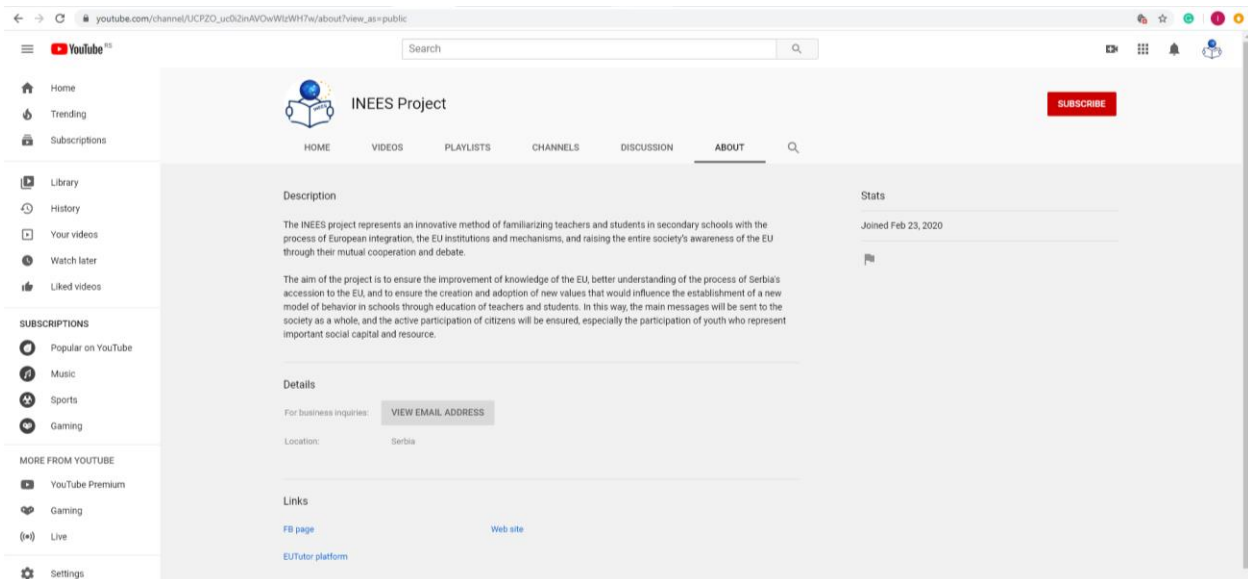 youtube.com/channel/UCPZO_uc0i2inAVOwWIzWH7w/about?view_as=public
YouTube RS
Search
Home
Trending
Subscriptions
Library
History
Your videos
Watch later
Liked videos
SUBSCRIPTIONS
Popular on YouTube
Music
Sports
Gaming
MORE FROM YOUTUBE
YouTube Premium
Gaming
Live
Settings
INEES
INEES Project
SUBSCRIBE
HOME VIDEOS PLAYLISTS CHANNELS DISCUSSION ABOUT
Description
The INEES project represents an innovative method of familiarizing teachers and students in secondary schools with the
process of European integration, the EU institutions and mechanisms, and raising the entire society's awareness of the EU
through their mutual cooperation and debate.
The aim of the project is to ensure the improvement of knowledge of the EU, better understanding of the process of Serbia's
accession to the EU, and to ensure the creation and adoption of new values that would influence the establishment of a new
model of behavior in schools through education of teachers and students. In this way, the main messages will be sent to the
society as a whole, and the active participation of citizens will be ensured, especially the participation of youth who represent
important social capital and resource.
Details
For business inquiries: VIEW EMAIL ADDRESS
Location: Serbia
Links
FB page Web site
EUTutor platform
Stats
Joined Feb 23, 2020